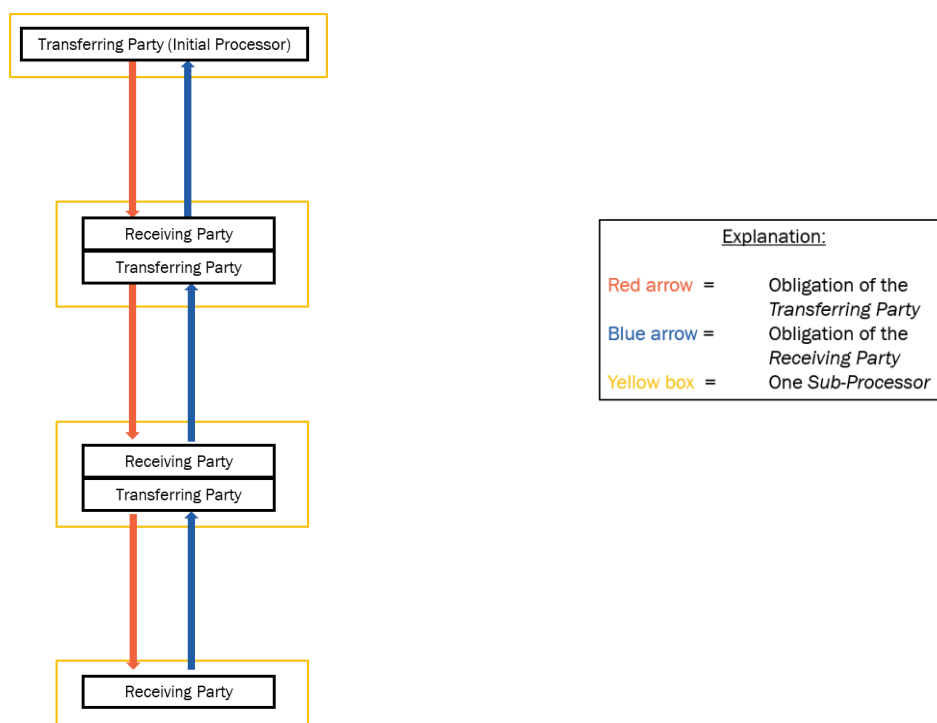 Transferring Party (Initial Processor)
Receiving Party
Transferring Party
Explanation:
Red arrow = Obligation of the
Transferring Party
Blue arrow = Obligation of the
Receiving Party
Yellow box = One Sub-Processor
Receiving Party
Transferring Party
Receiving Party